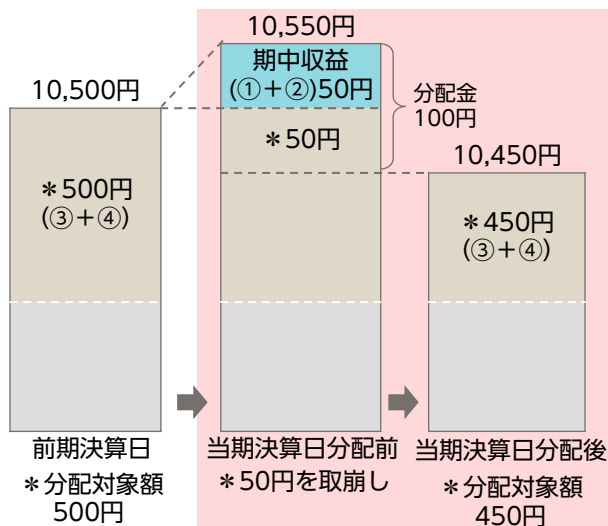 10,550円
期中収益
(①+②)50円
分配金
100円
10,500円
＊50円
10,450円
＊500円
(③+④)
＊450円
(③+④)
前期決算日
当期決算日分配前
当期決算日分配後
＊分配対象額
500円
＊50円を取崩し
＊分配対象額
450円